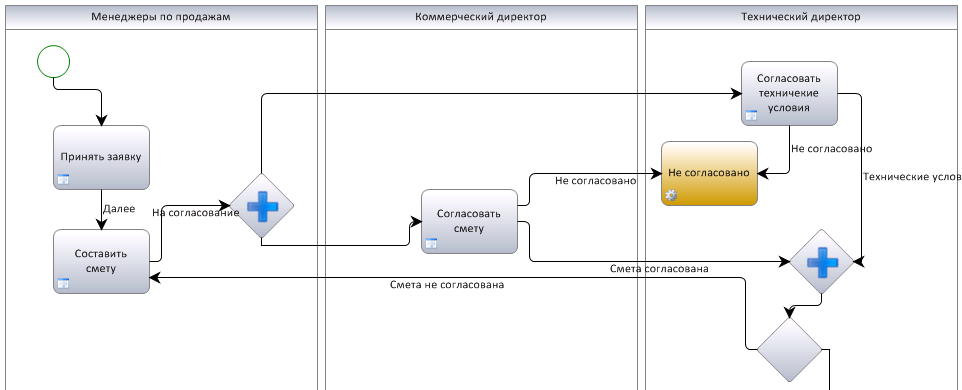 Менеджеры по продажам
Коммерческий директор
Технический директор
Согласовать
техничекие
условия
Принять заявку
Не согласовано
Не согласовано
Не согласовано
Технические услов
Далее
На согласование
Согласовать
смету
Составить
смету
Смета согласована
Смета не согласована